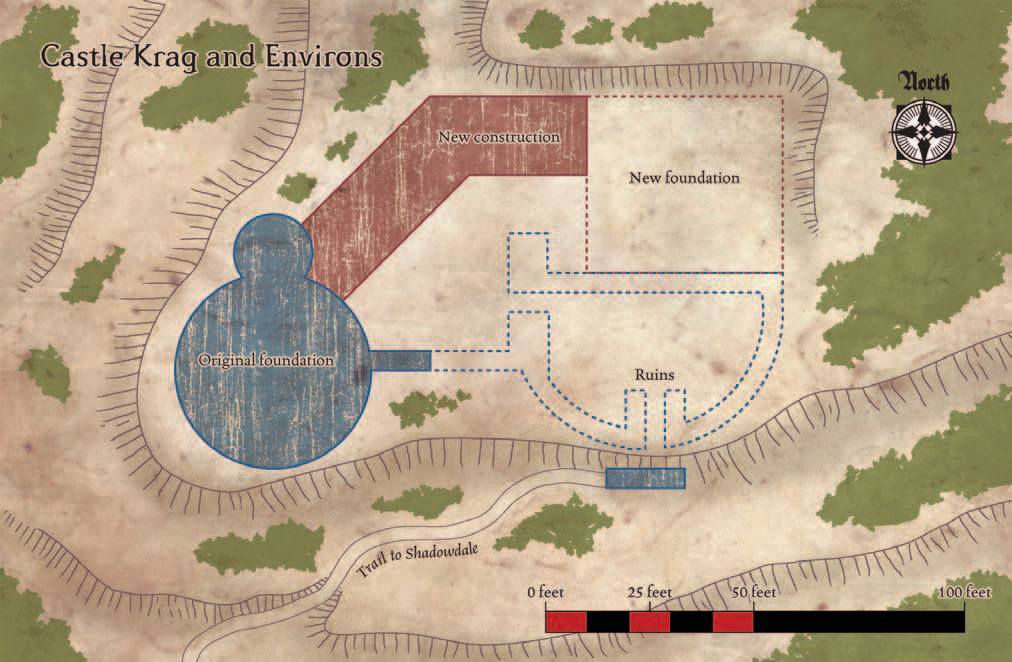 Castle Krag and Environs
North
New construction
New foundation
Original foundation
Ruins
Trail to Shadowdale
0 feet 25 feet 50 feet 100 feet